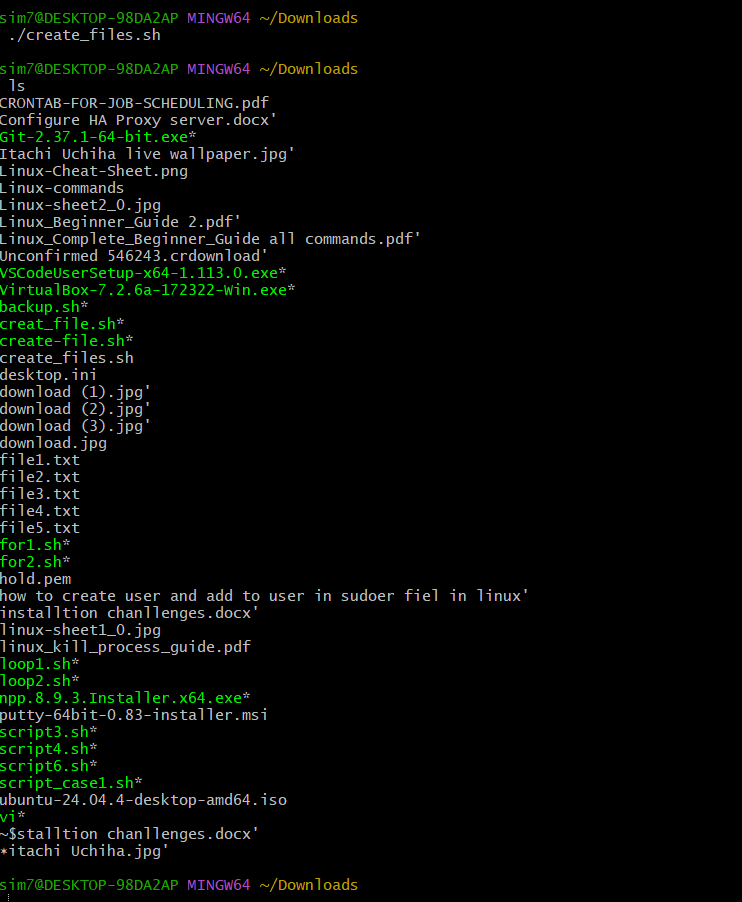 sim7@DESKTOP-98DA2AP MINGW64 ~/Downloads
./create_files.sh
sim7@DESKTOP-98DA2AP MINGW64 ~/Downloads
ls
CRONTAB-FOR-JOB-SCHEDULING.pdf
Configure HA Proxy server.docx'
Git-2.37.1-64-bit.exe*
Itachi Uchiha live wallpaper.jpg'
Linux-Cheat-Sheet.png
Linux-commands
Linux-sheet2_0.jpg
Linux_Beginner_Guide 2.pdf'
Linux_Complete_Beginner_Guide all commands.pdf'
Unconfirmed 546243.crdownload'
VSCodeUserSetup-x64-1.113.0.exe*
VirtualBox-7.2.6a-172322-Win.exe*
backup.sh*
creat_file.sh*
create-file.sh*
create_files.sh
desktop.ini
download (1).jpg'
download (2).jpg'
download (3).jpg'
download.jpg
file1.txt
file2.txt
file3.txt
file4.txt
file5.txt
for1.sh*
for2.sh*
hold.pem
how to create user and add to user in sudoer fiel in linux'
installtion chanllenges.docx'
linux-sheet1_0.jpg
linux_kill_process_guide.pdf
loop1.sh*
loop2.sh*
npp.8.9.3.Installer.x64.exe*
putty-64bit-0.83-installer.msi
script3.sh*
script4.sh*
script6.sh*
script_case1.sh*
ubuntu-24.04.4-desktop-amd64.iso
vi*
~$stalltion chanllenges.docx'
✶itachi Uchiha.jpg'
sim7@DESKTOP-98DA2AP MINGW64 ~/Downloads